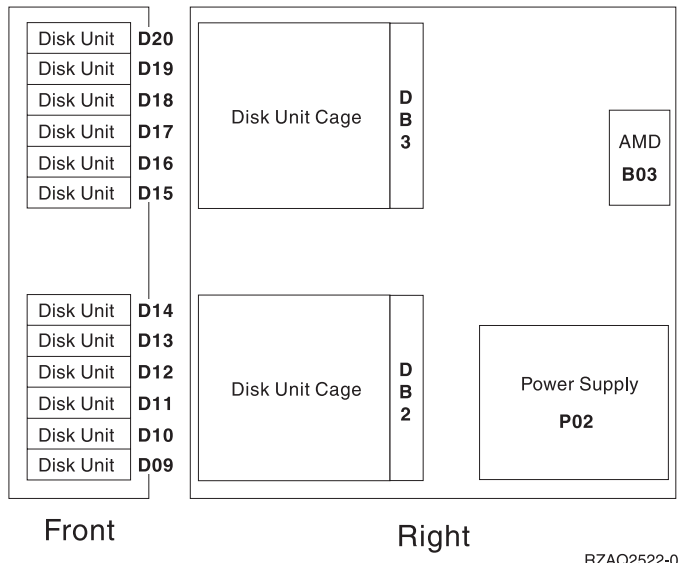 Disk Unit D20
Disk Unit D19
Disk Unit D18
Disk Unit D17
Disk Unit D16
Disk Unit D15
Disk Unit Cage
D
B
3
AMD
B03
Disk Unit D14
Disk Unit D13
Disk Unit D12
Disk Unit D11
Disk Unit D10
Disk Unit D09
Disk Unit Cage
D
B
2
Power Supply
P02
Front
Right
RZAQ2522-0